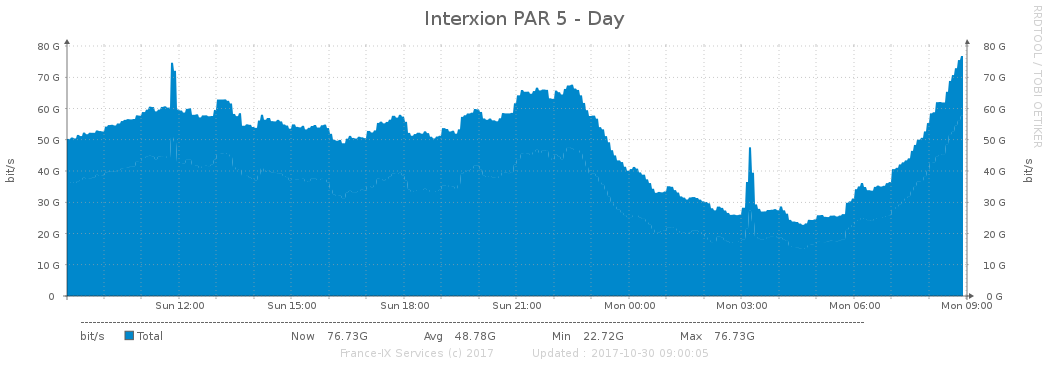 Interxion PAR 5 - Day
RRDTOOL / TOBI OETIKER
80 G 80 G
70 G 70 G
60 G 60 G
50 G 50 G
40 G 40 G
30 G 30 G
20 G 20 G
10 G 10 G
0 0 G
bit/s bit/s
Sun 12:00 Sun 15:00 Sun 18:00 Sun 21:00 Mon 00:00 Mon 03:00 Mon 06:00 Mon 09:00
bit/s Total Now 76.73G Avg 48.78G Min 22.72G Max 76.73G
France-IX Services (c) 2017 Updated : 2017-10-30 09:00:05